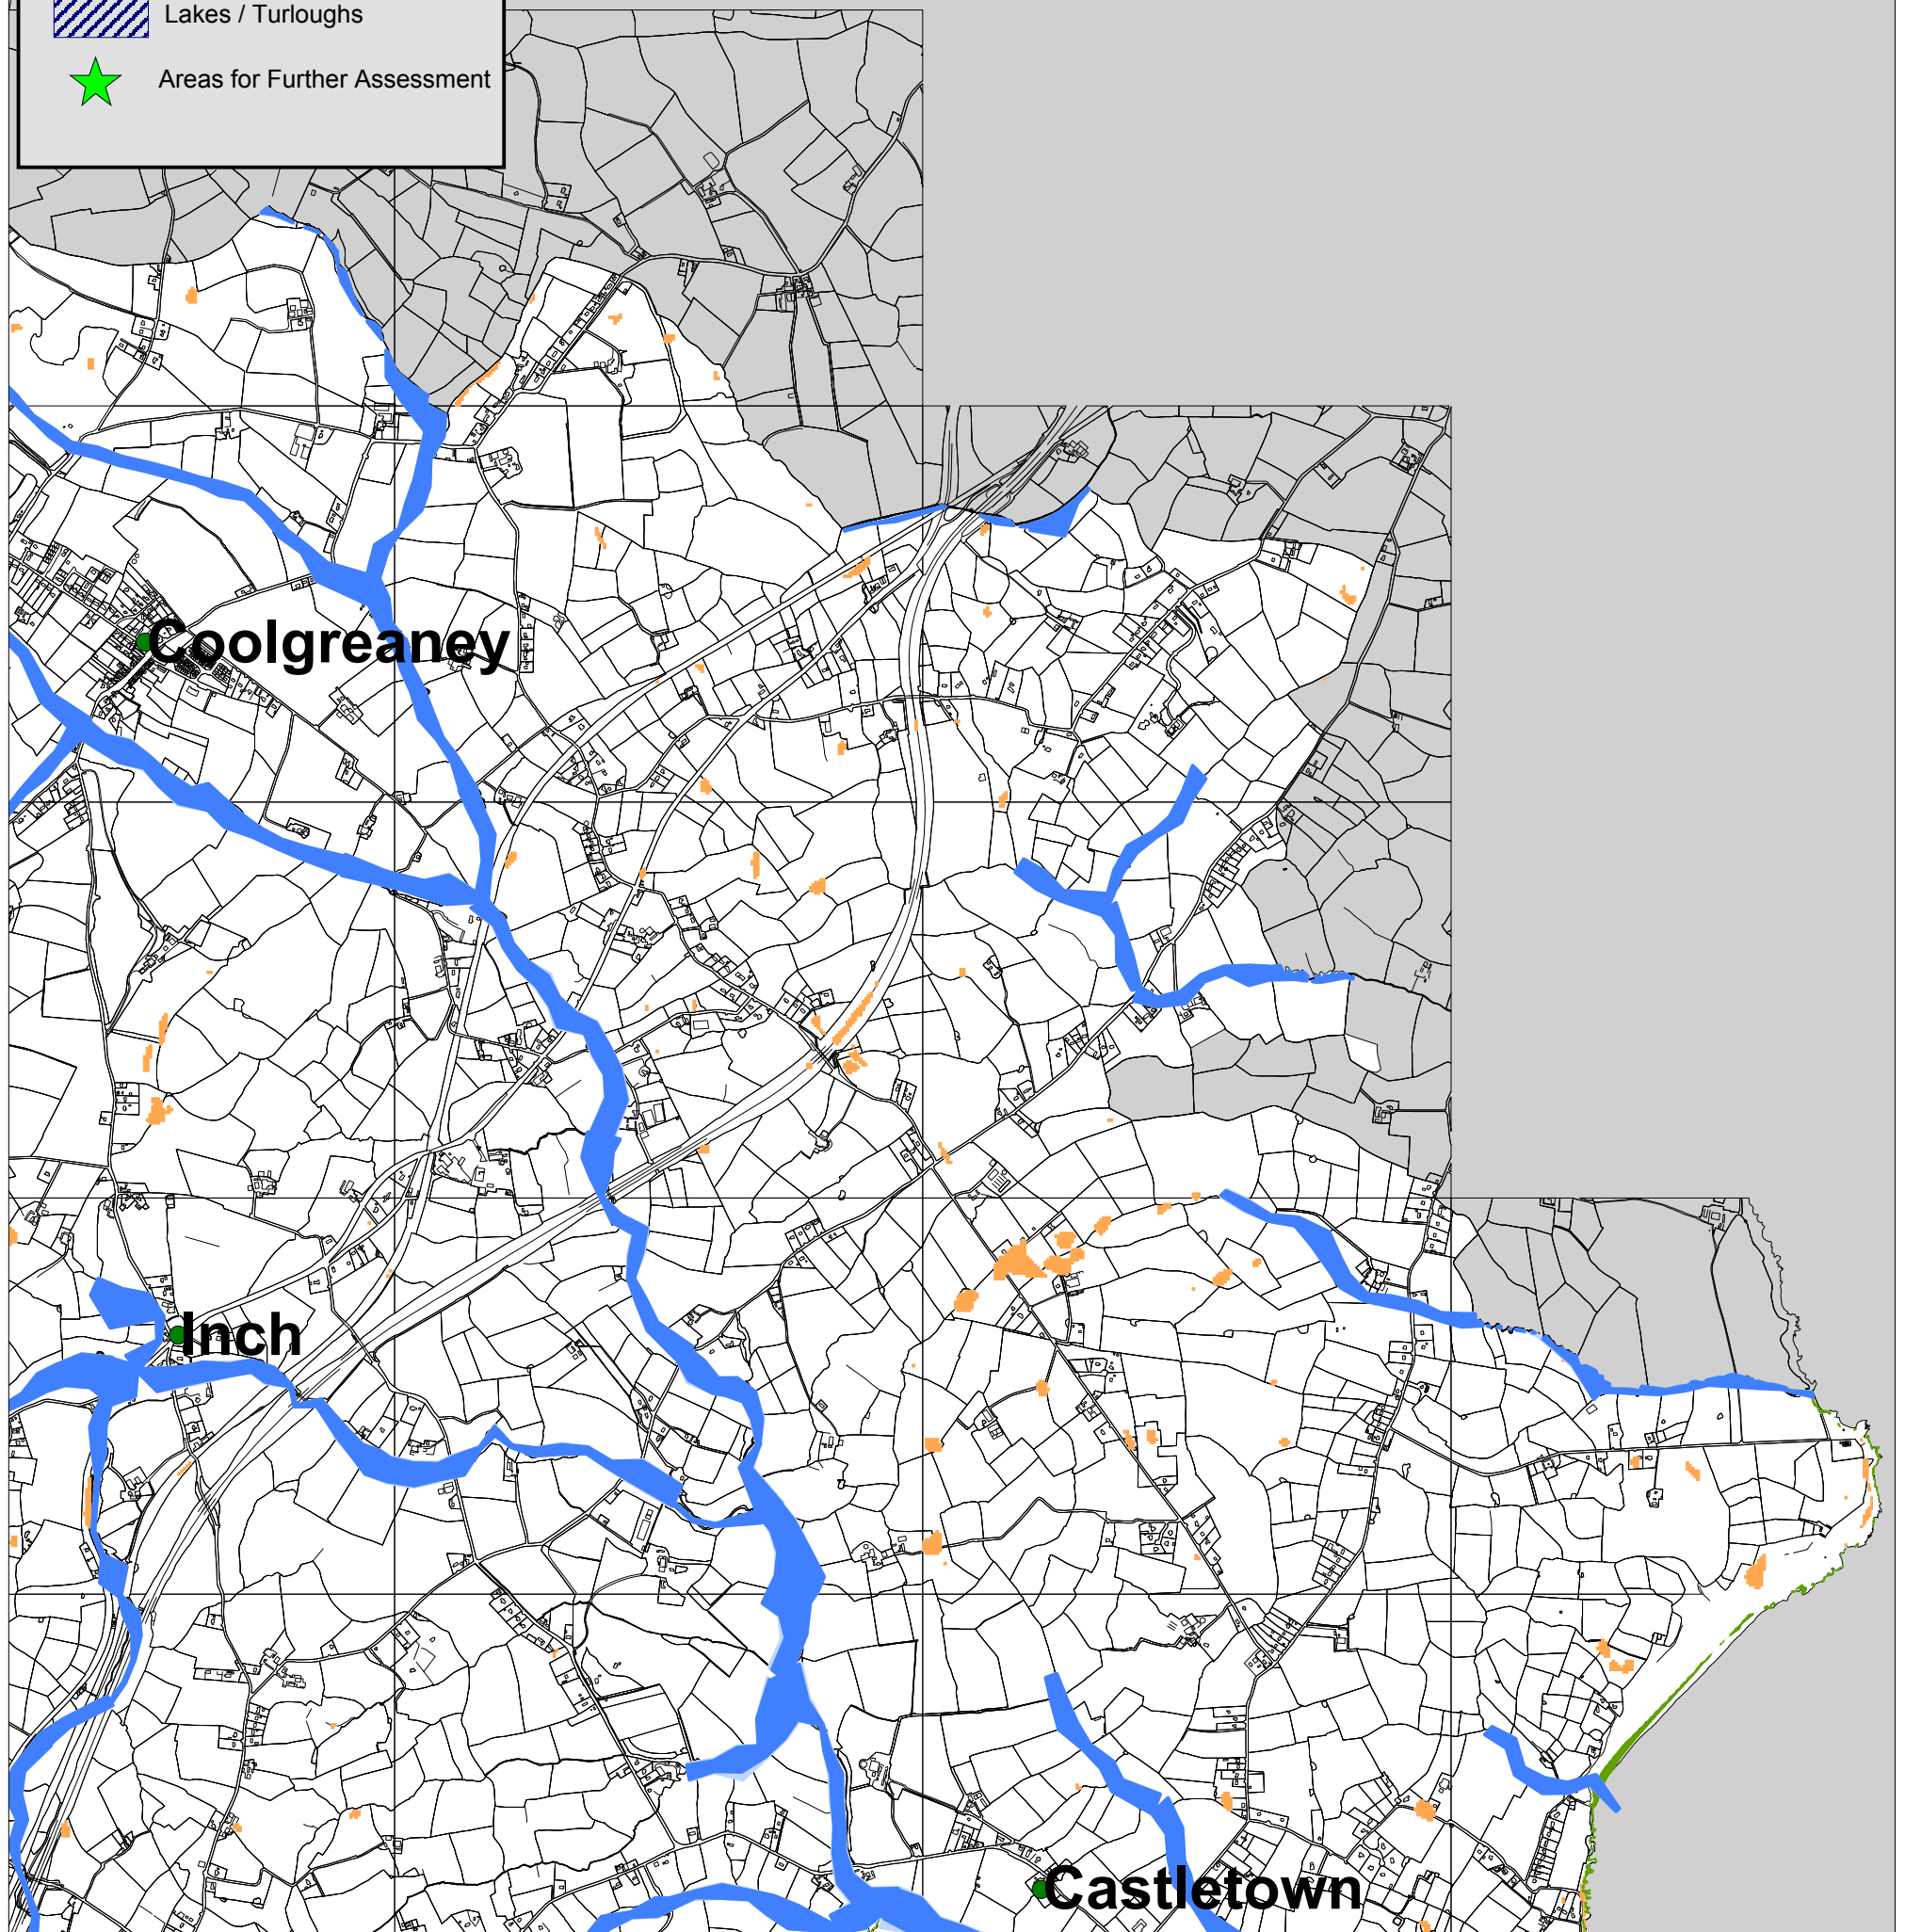 Lakes / Turloughs
Areas for Further Assessment
Coolgreaney
Inch
Castletown